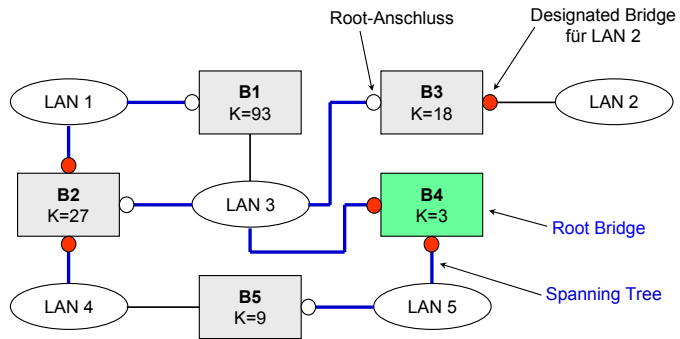 Root-Anschluss
Designated Bridge
für LAN 2
LAN 1
B1
K=93
B3
K=18
LAN 2
B2
K=27
LAN 3
B4
K=3
Root Bridge
LAN 4
B5
K=9
LAN 5
Spanning Tree